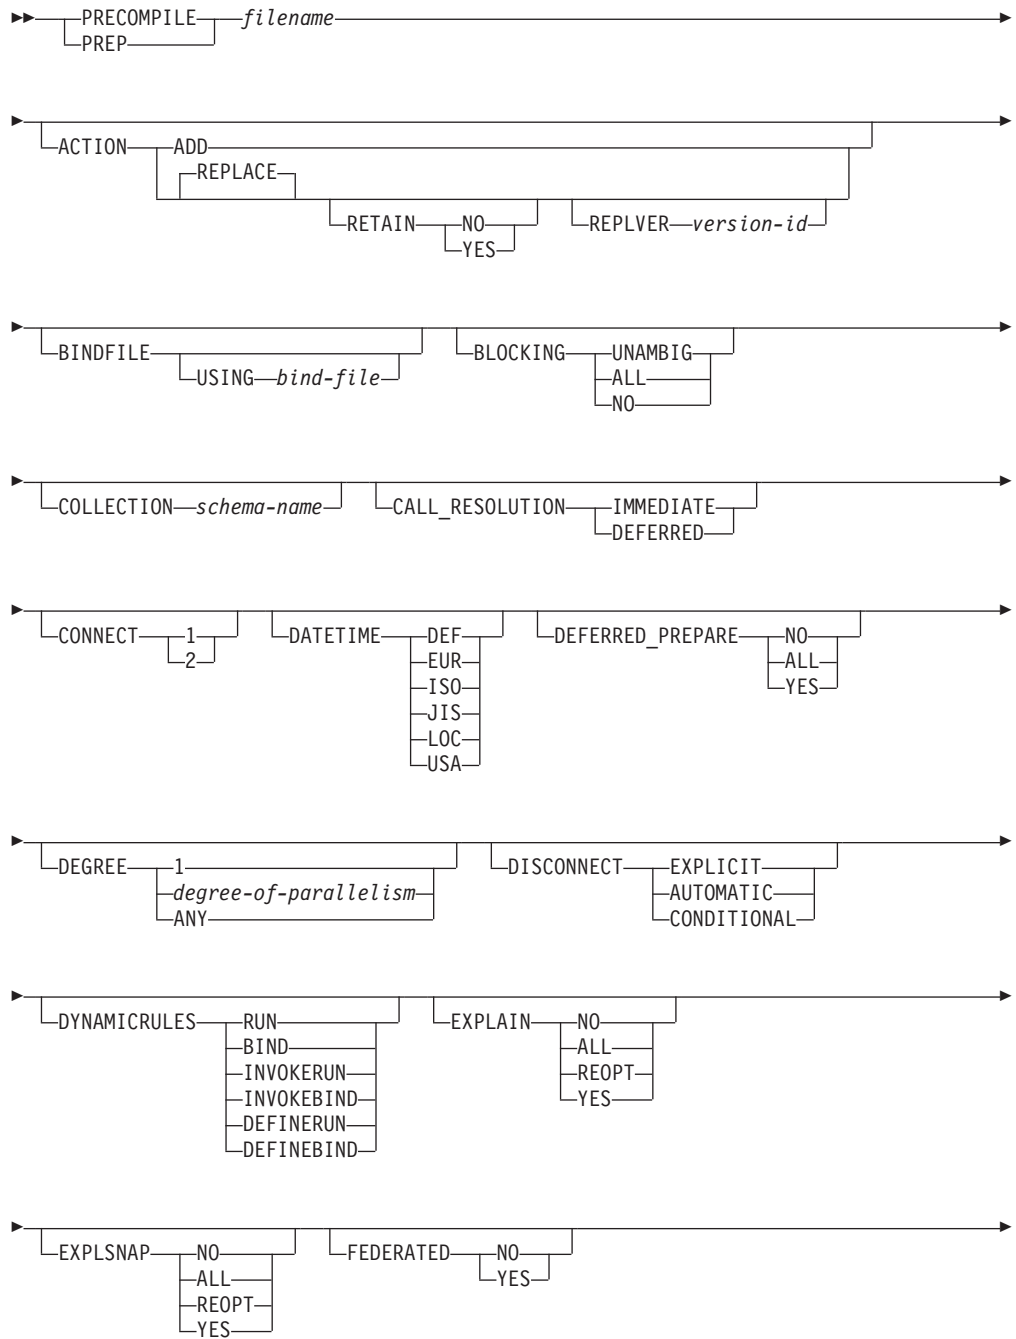 PRECOMPILE filename
PREP
ACTION ADD
REPLACE
RETAIN NO REPLVER version-id
YES
BINDFILE BLOCKING UNAMBIG
USING bind-file ALL
NO
COLLECTION schema-name CALL_RESOLUTION IMMEDIATE
DEFERRED
CONNECT 1 DATETIME DEF DEFERRED_PREPARE NO
2 EUR ALL
ISO YES
JIS
LOC
USA
DEGREE 1 DISCONNECT EXPLICIT
degree-of-parallelism AUTOMATIC
ANY CONDITIONAL
DYNAMICRULES RUN EXPLAIN NO
BIND ALL
INVOKERUN REOPT
INVOKEBIND YES
DEFINERUN
DEFINEBIND
EXPLSNAP NO FEDERATED NO
ALL YES
REOPT
YES